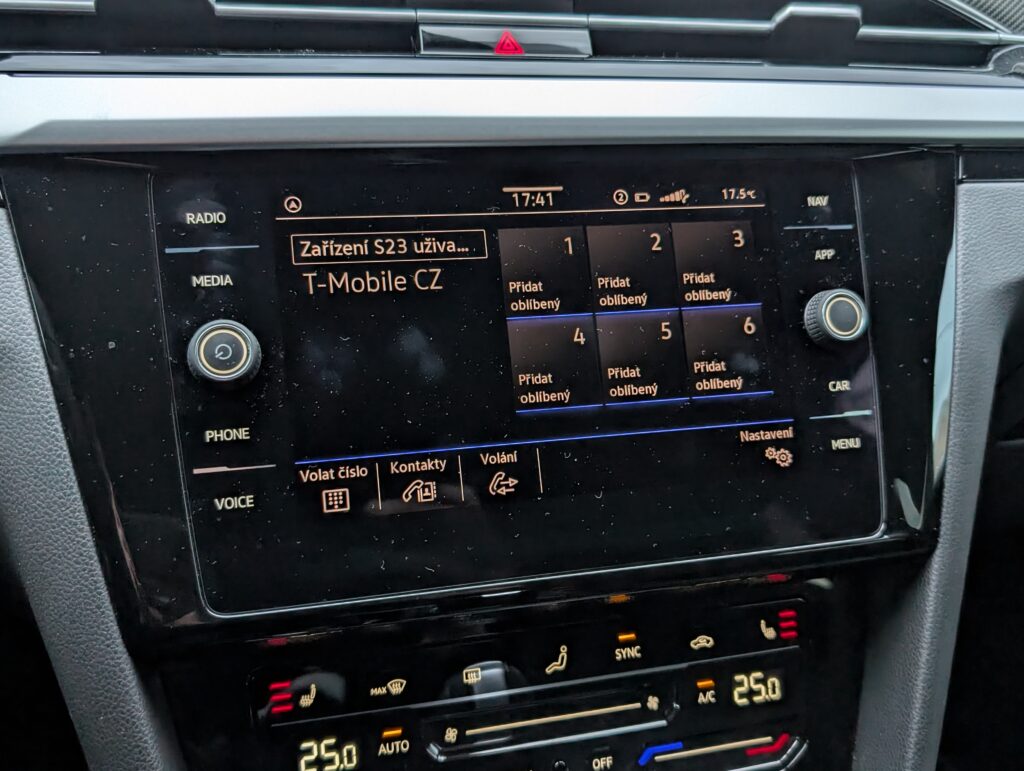 17:41
2
17.5°C
RADIO
MEDIA
PHONE
VOICE
Zařízení S23 uživa...
T-Mobile CZ
1
Přidat
oblíbený
2
Přidat
oblíbený
3
Přidat
oblíbený
4
Přidat
oblíbený
5
Přidat
oblíbený
6
Přidat
oblíbený
Volat číslo
Kontakty
Volání
Nastavení
NAV
APP
CAR
MENU
MAX
SYNC
A/C
25.0
25.0
AUTO
OFF